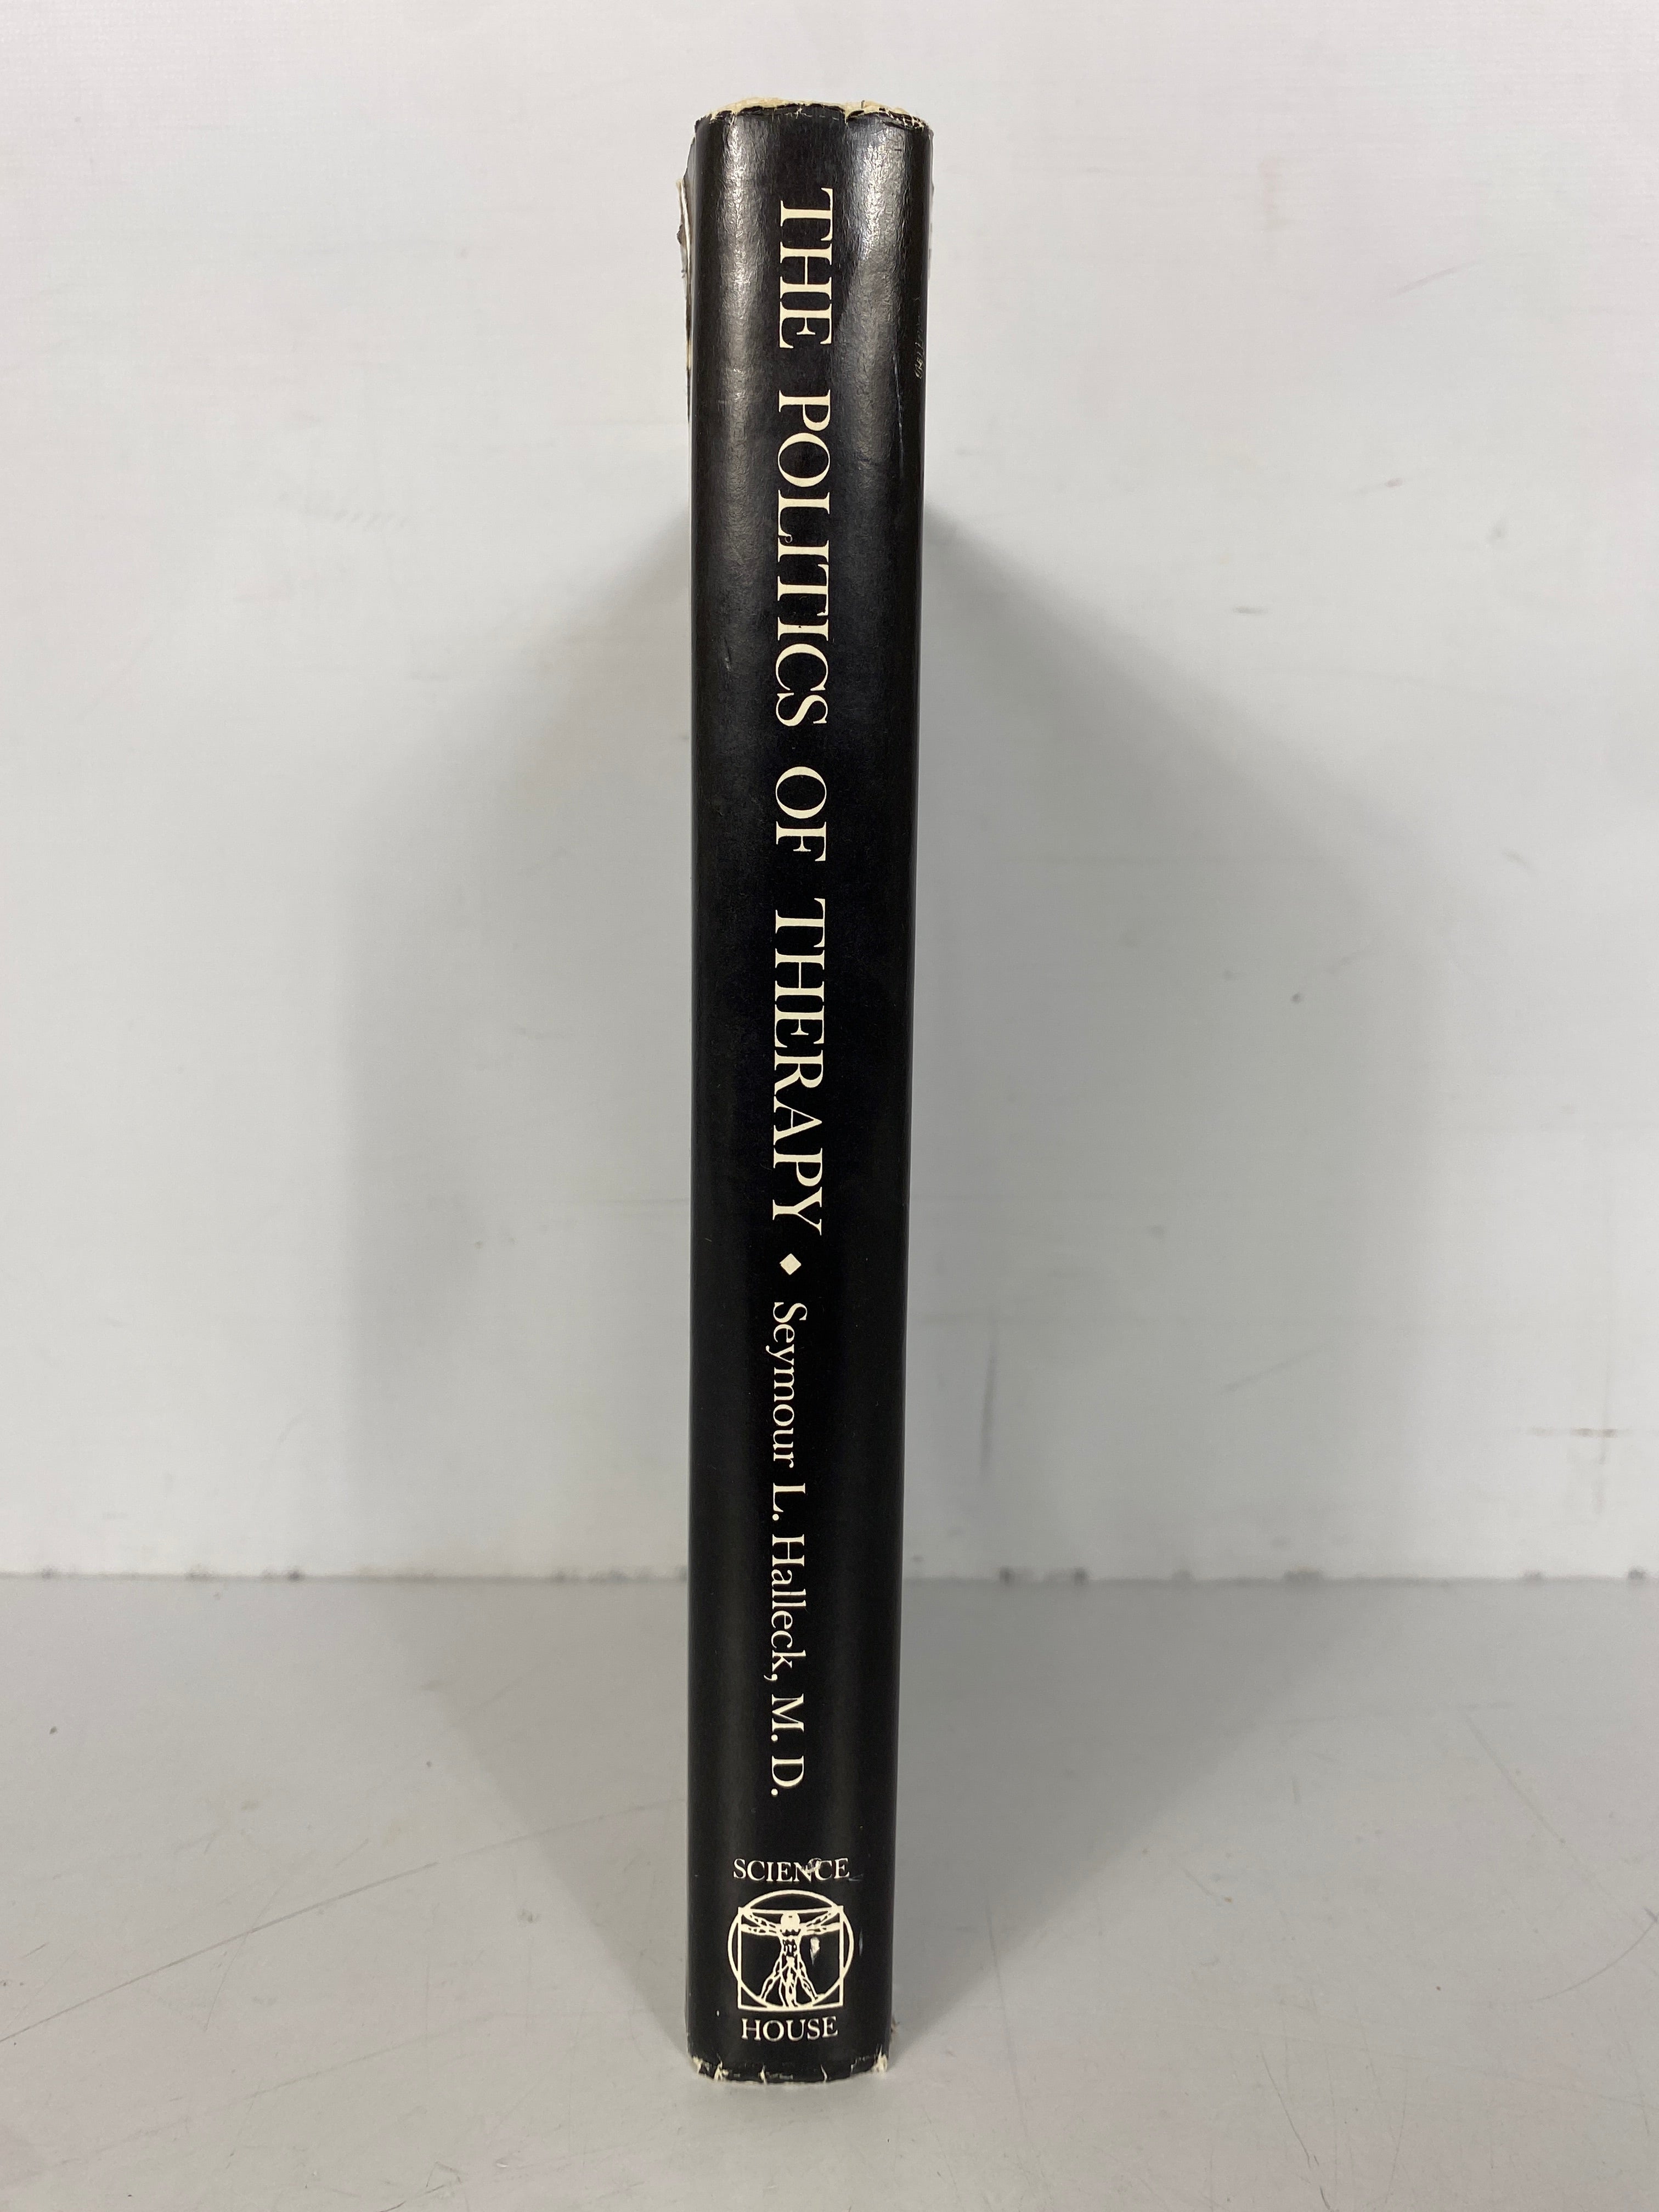 THE POLITICS OF THERAPY ◆ Seymour L. Halleck, M. D.
SCIENCE
HOUSE